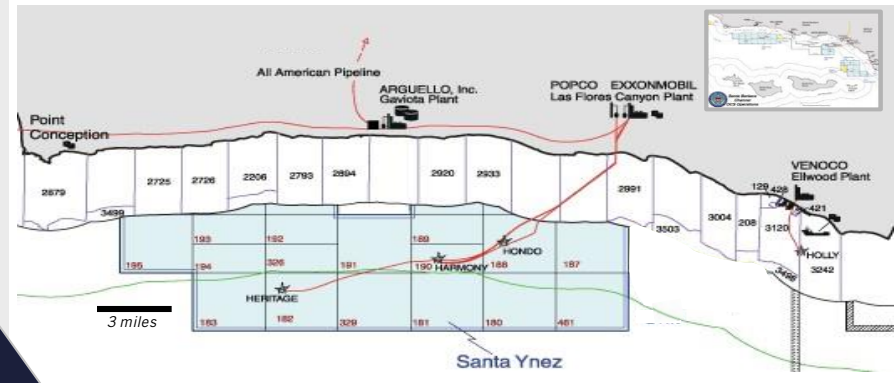 All American Pipeline
ARGUELLO, Inc.
Gaviota Plant
POPCO EXXONMOBIL
Las Flores Canyon Plant
Point
Conception
VENOCO
Ellwood Plant
2879
3499
2725
2726
2206
2793
2894
2920
2933
2991
3503
3004
208
129
428
421
3120
3242
3498
HOLLY
193
192
189
HONDO
195
194
326
191
190
HARMONY
188
187
HERITAGE
183
182
329
181
180
461
3 miles
Santa Ynez